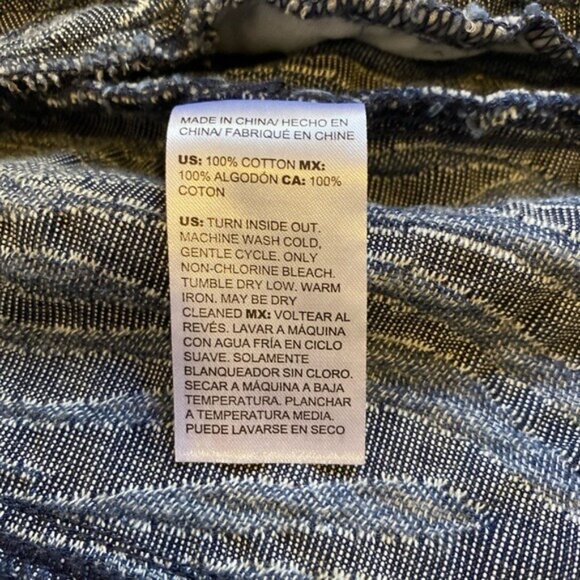 MADE IN CHINA/ HECHO EN
CHINA/ FABRIQUÉ EN CHINE
US: 100% COTTON MX:
100% ALGODÓN CA: 100%
COTON
US: TURN INSIDE OUT.
MACHINE WASH COLD,
GENTLE CYCLE. ONLY
NON-CHLORINE BLEACH.
TUMBLE DRY LOW. WARM
IRON. MAY BE DRY
CLEANED MX: VOLTEAR AL
REVÉS. LAVAR A MÁQUINA
CON AGUA FRÍA EN CICLO
SUAVE. SOLAMENTE
BLANQUEADOR SIN CLORO.
SECAR A MÁQUINA A BAJA
TEMPERATURA. PLANCHAR
A TEMPERATURA MEDIA.
PUEDE LAVARSE EN SECO